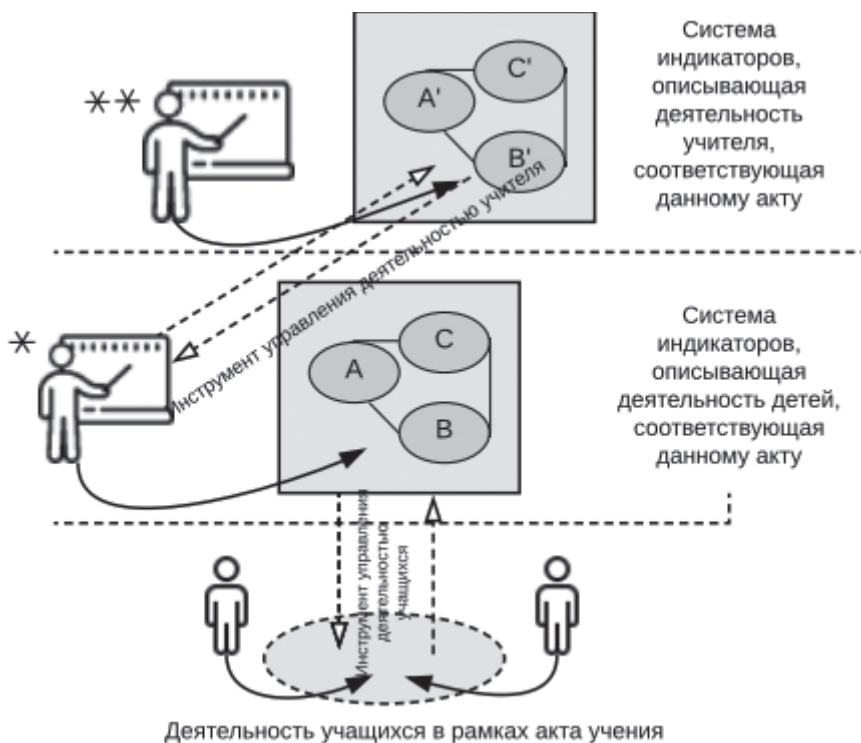 Система
индикаторов,
описывающая
деятельность
учителя,
соответствующая
данному акту
**
A'
C'
B'
Инструмент управления деятельностью учителя
*
A
C
B
Система
индикаторов,
описывающая
деятельность детей,
соответствующая
данному акту
Инструмент управления
деятельностью
учащихся
Деятельность учащихся в рамках акта учения